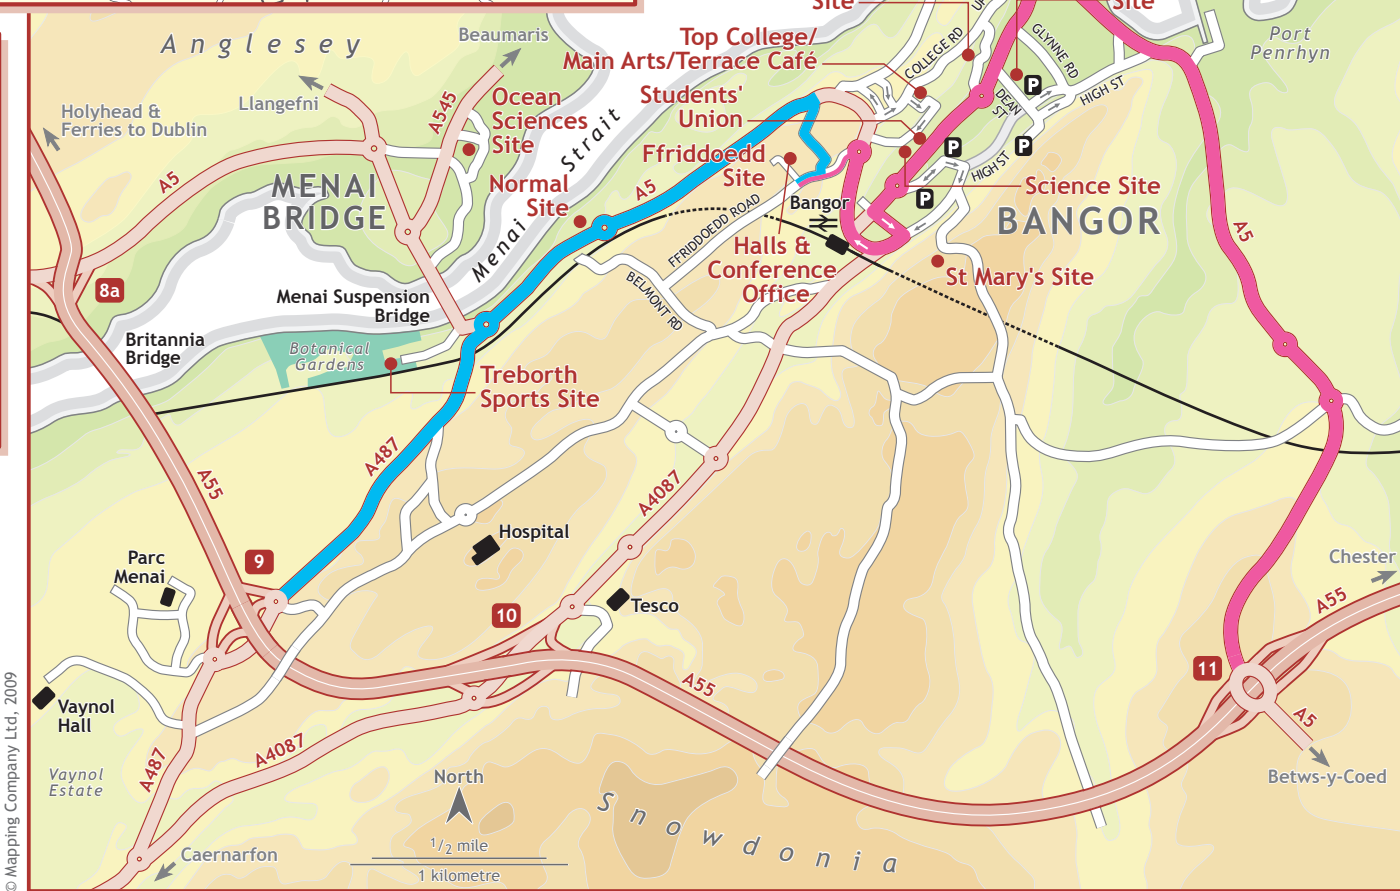 Site
Site
UP
Anglesey
Beaumaris
Top College/
Main Arts/Terrace Café
COLLEGE RD
GLYNNE RD
Port
Penrhyn
Llangefni
A545
Ocean
Sciences
Site
Students'
Union
DEAN
ST
P
HIGH ST
Holyhead &
Ferries to Dublin
Menai Strait
P
P
HIGH ST
Ffriddoedd
Site
A5
MENAI
BRIDGE
Normal
Site
A5
FFRIDDOEDD ROAD
Bangor
P
Science Site
BANGOR
A5
Halls &
Conference
Office
St Mary's Site
8a
Menai Suspension
Bridge
BELMONT RD
Britannia
Bridge
Botanical
Gardens
Treborth
Sports Site
A487
A55
A4087
Hospital
Parc
Menai
9
10
Tesco
Chester
A55
11
A55
A5
Vaynol
Hall
A487
A4087
Vaynol
Estate
North
Betws-y-Coed
Snowdonia
1/2 mile
1 kilometre
Caernarfon
© Mapping Company Ltd, 2009